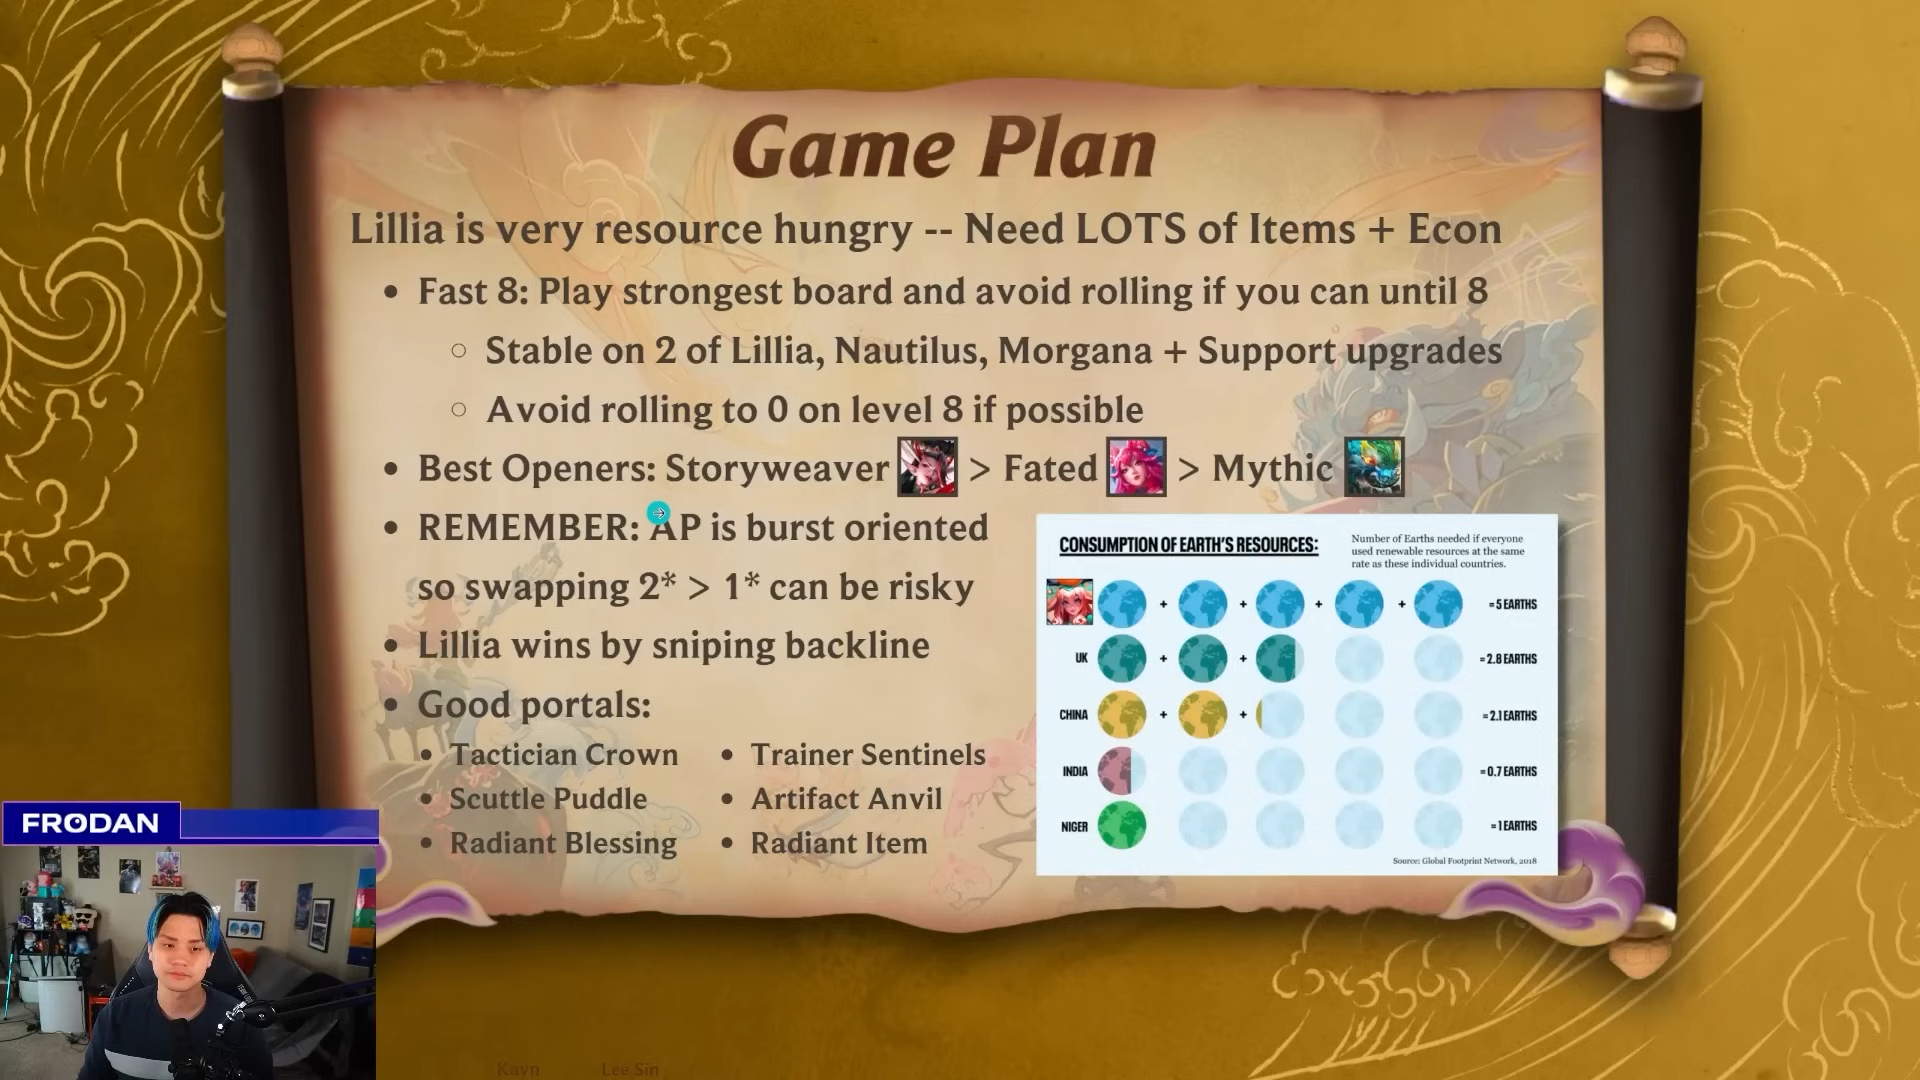 Game Plan
Lillia is very resource hungry -- Need LOTS of Items + Econ
• Fast 8: Play strongest board and avoid rolling if you can until 8
○ Stable on 2 of Lillia, Nautilus, Morgana + Support upgrades
○ Avoid rolling to 0 on level 8 if possible
• Best Openers: Storyweaver > Fated > Mythic
• REMEMBER: AP is burst oriented
so swapping 2* > 1* can be risky
• Lillia wins by sniping backline
• Good portals:
• Tactician Crown
• Scuttle Puddle
• Radiant Blessing
• Trainer Sentinels
• Artifact Anvil
• Radiant Item
CONSUMPTION OF EARTH'S RESOURCES:
Number of Earths needed if everyone
used renewable resources at the same
rate as these individual countries.
+ + + + = 5 EARTHS
UK + + = 2.8 EARTHS
CHINA + + = 2.1 EARTHS
INDIA = 0.7 EARTHS
NIGER = 1 EARTHS
Source: Global Footprint Network, 2018
FRODAN
Kayn Lee Sin